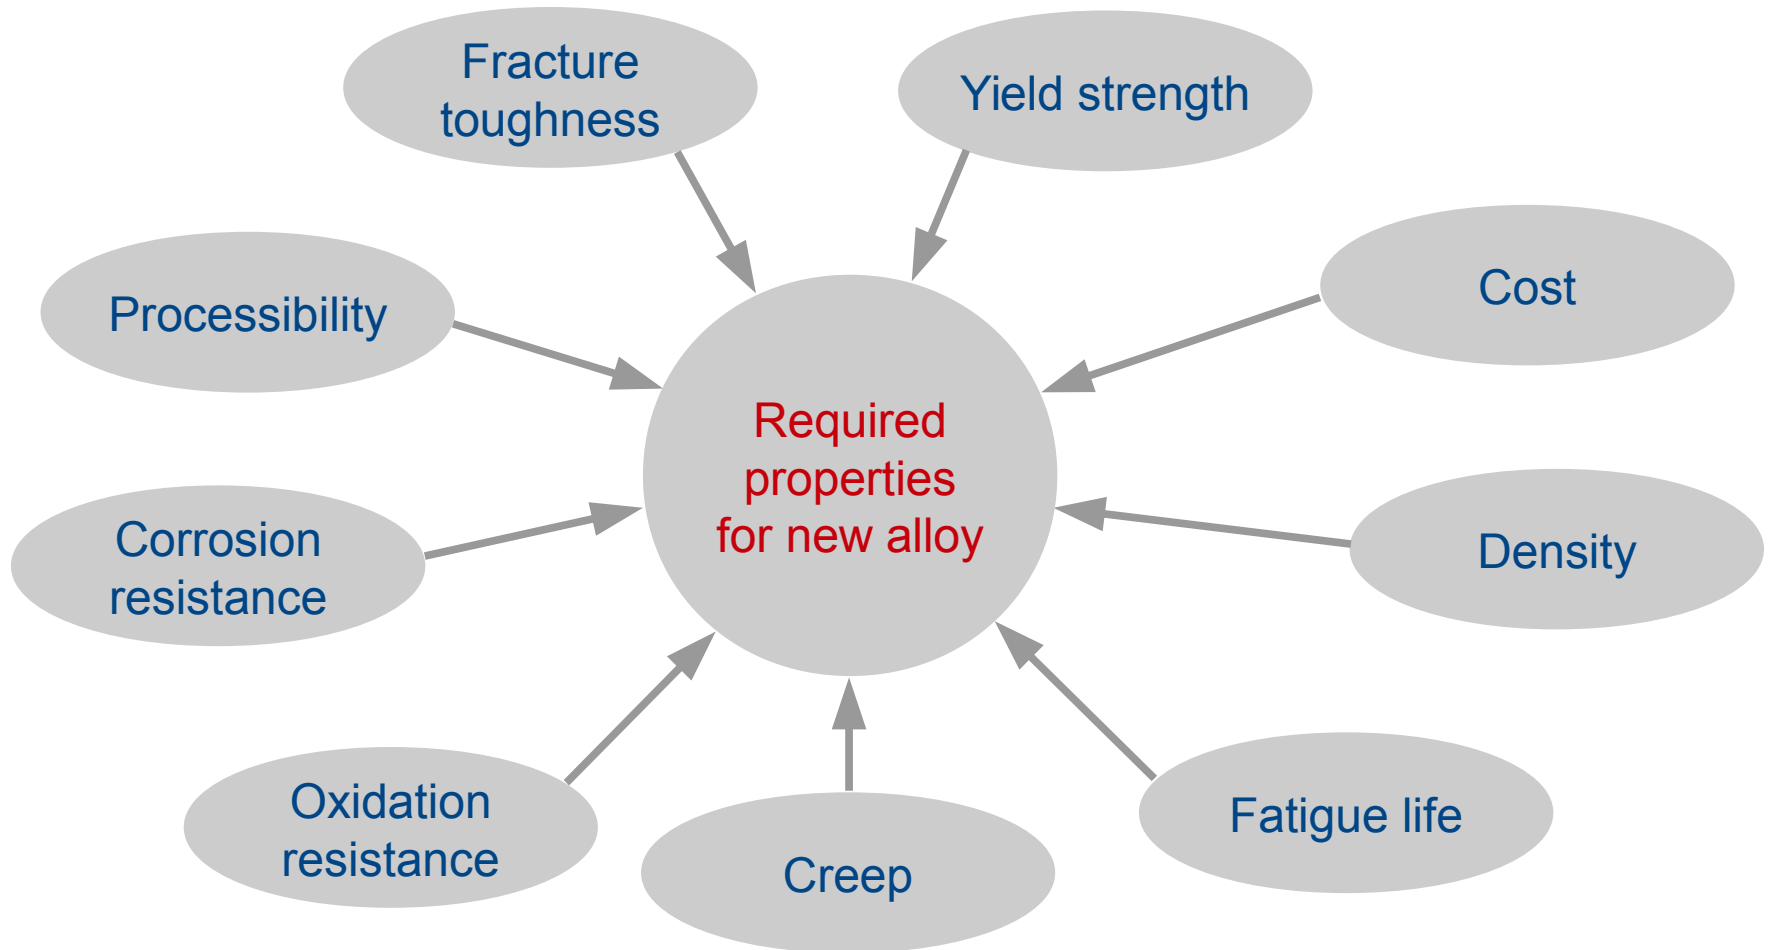 Fracture
toughness
Yield strength
Processibility
Cost
Required
properties
for new alloy
Corrosion
resistance
Density
Oxidation
resistance
Creep
Fatigue life